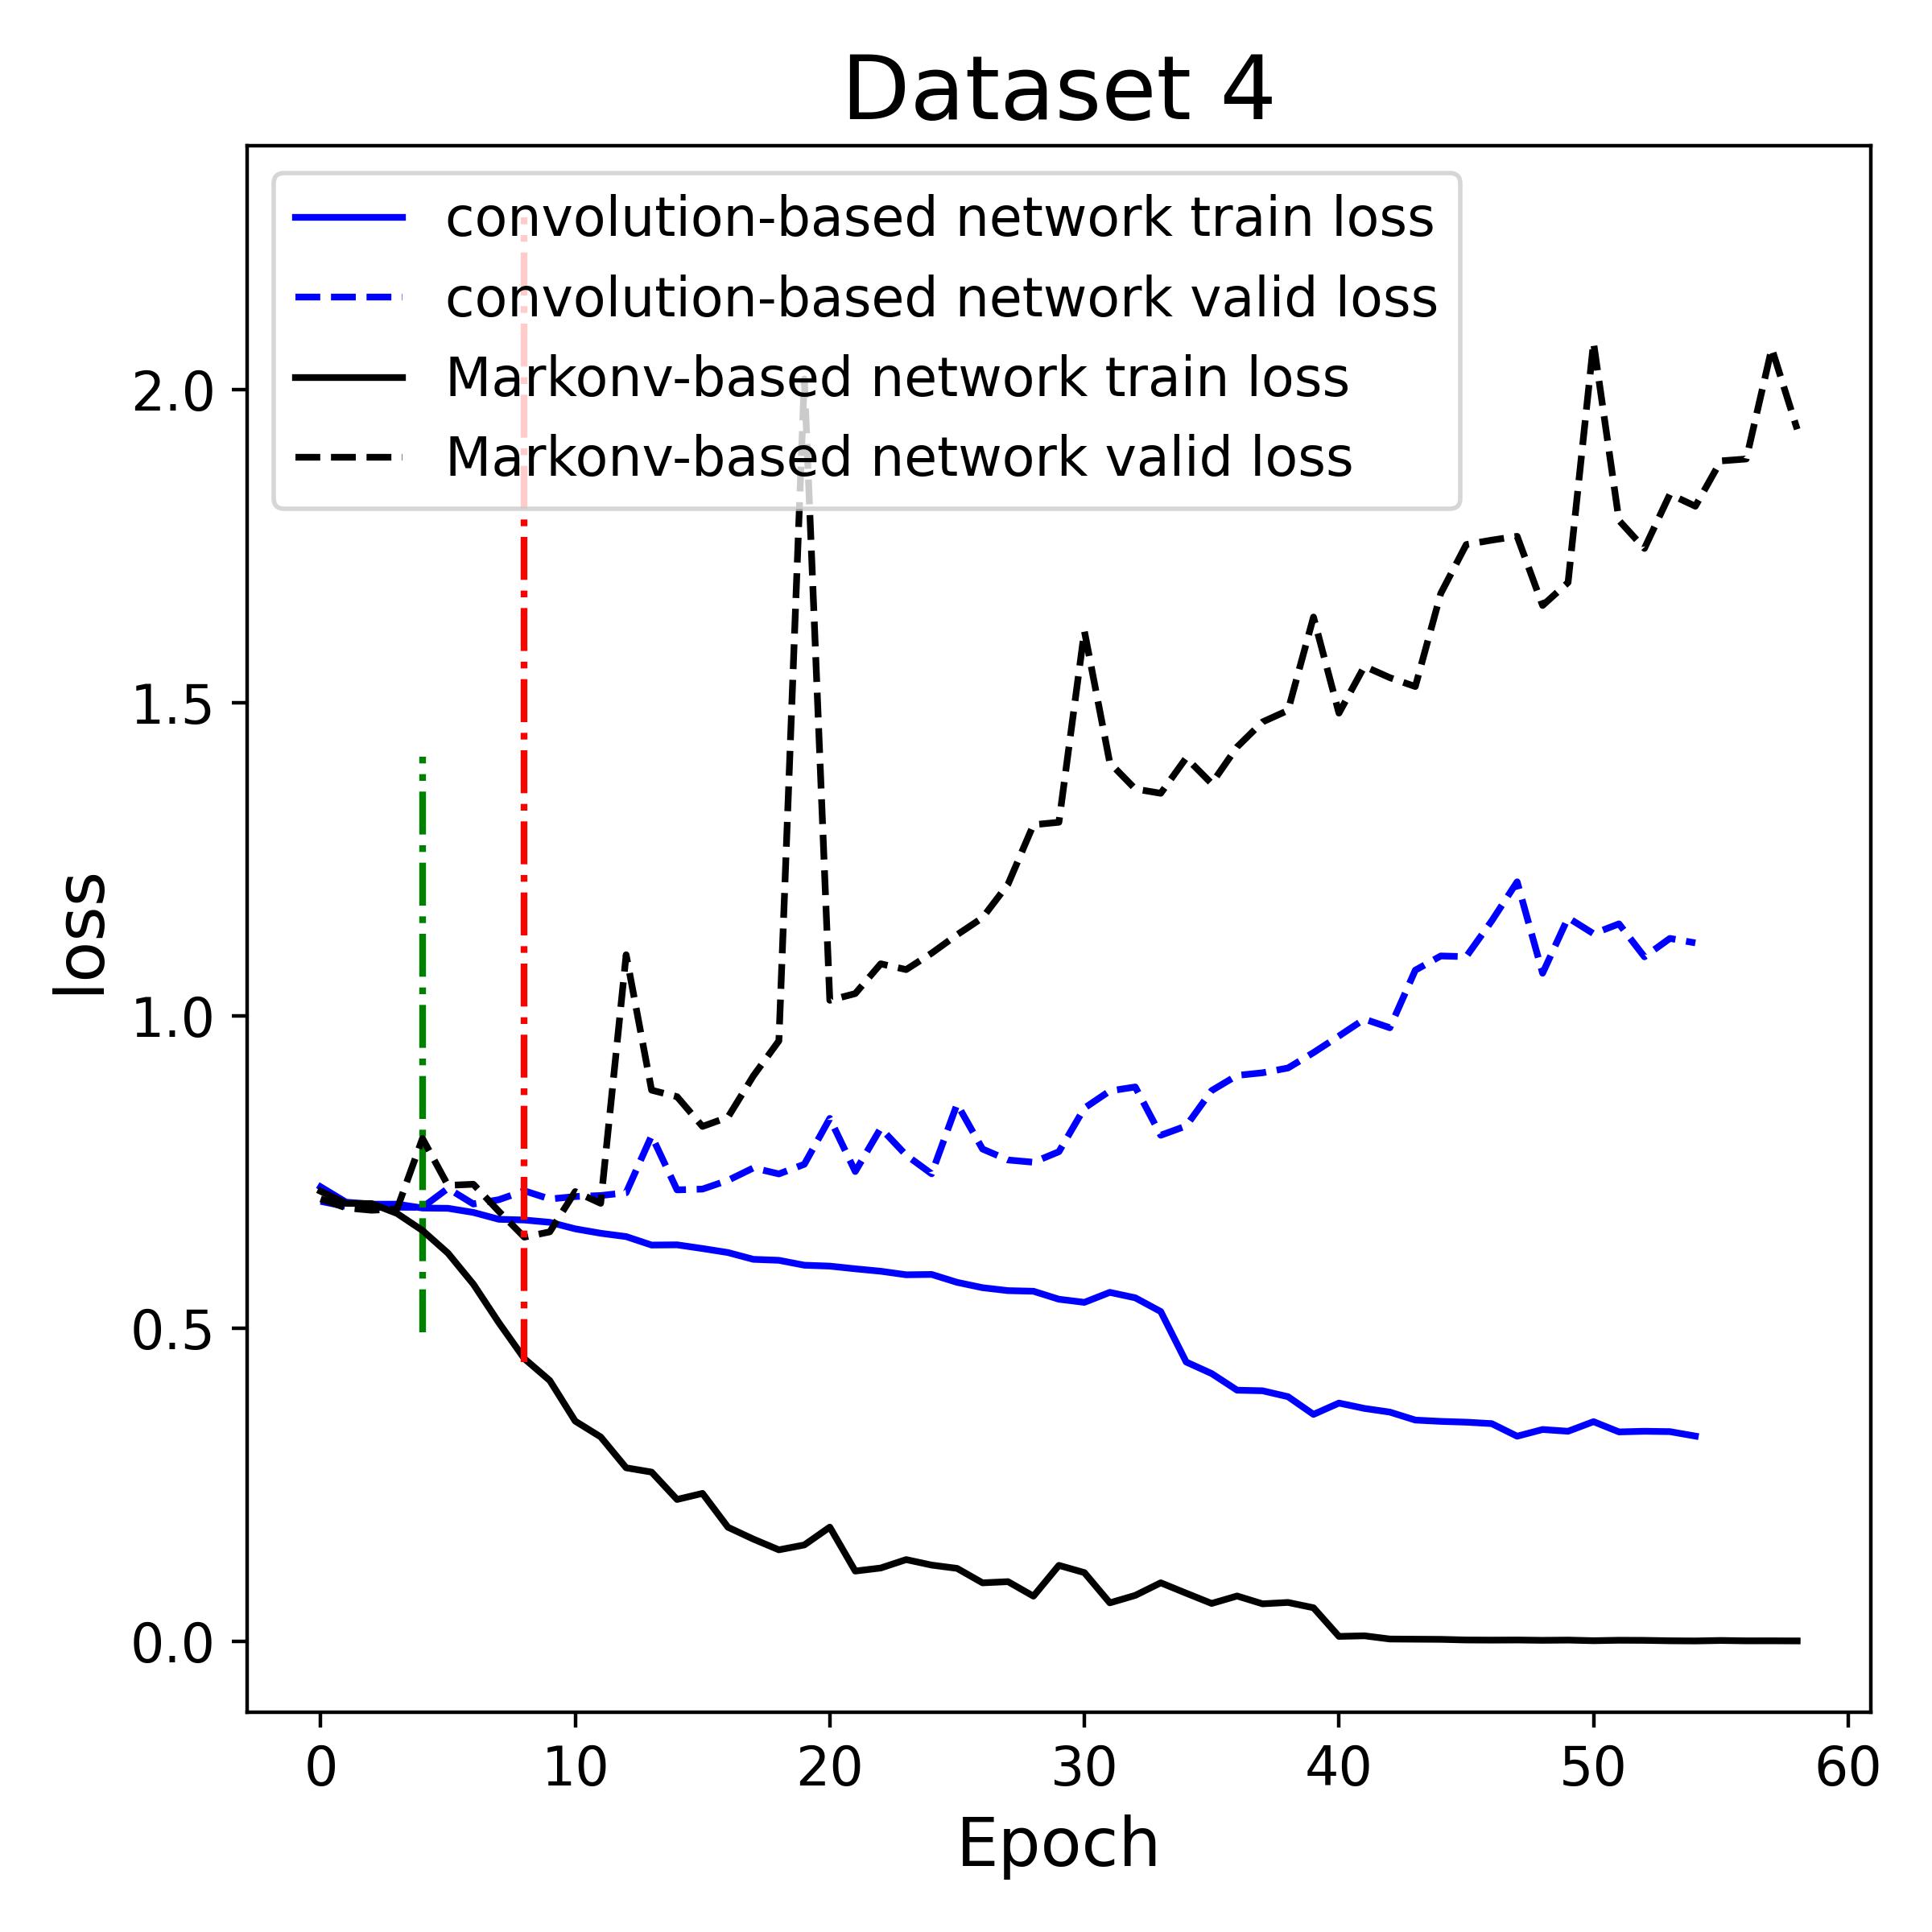 Dataset 4
convolution-based network train loss
convolution-based network valid loss
Markonv-based network train loss
Markonv-based network valid loss
loss
2.0
1.5
1.0
0.5
0.0
0 10 20 30 40 50 60
Epoch